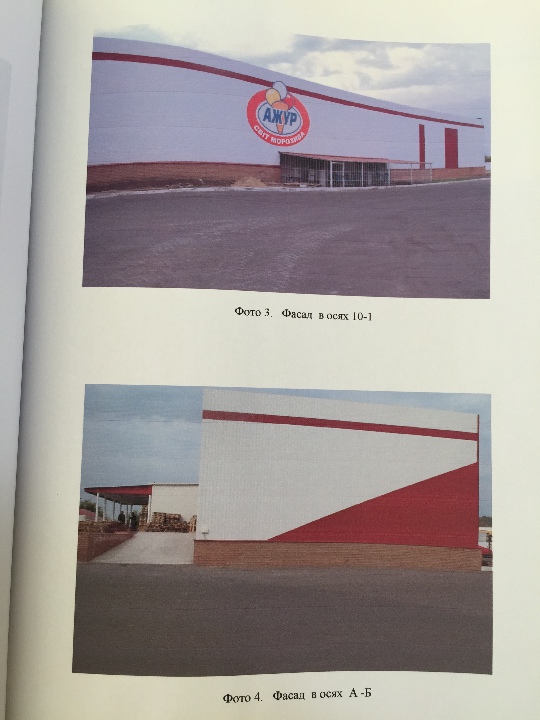 АЖУР
СВІТ МОРОЗИВА
Фото 3. Фасад в осях 10-1
Фото 4. Фасад в осях А -Б